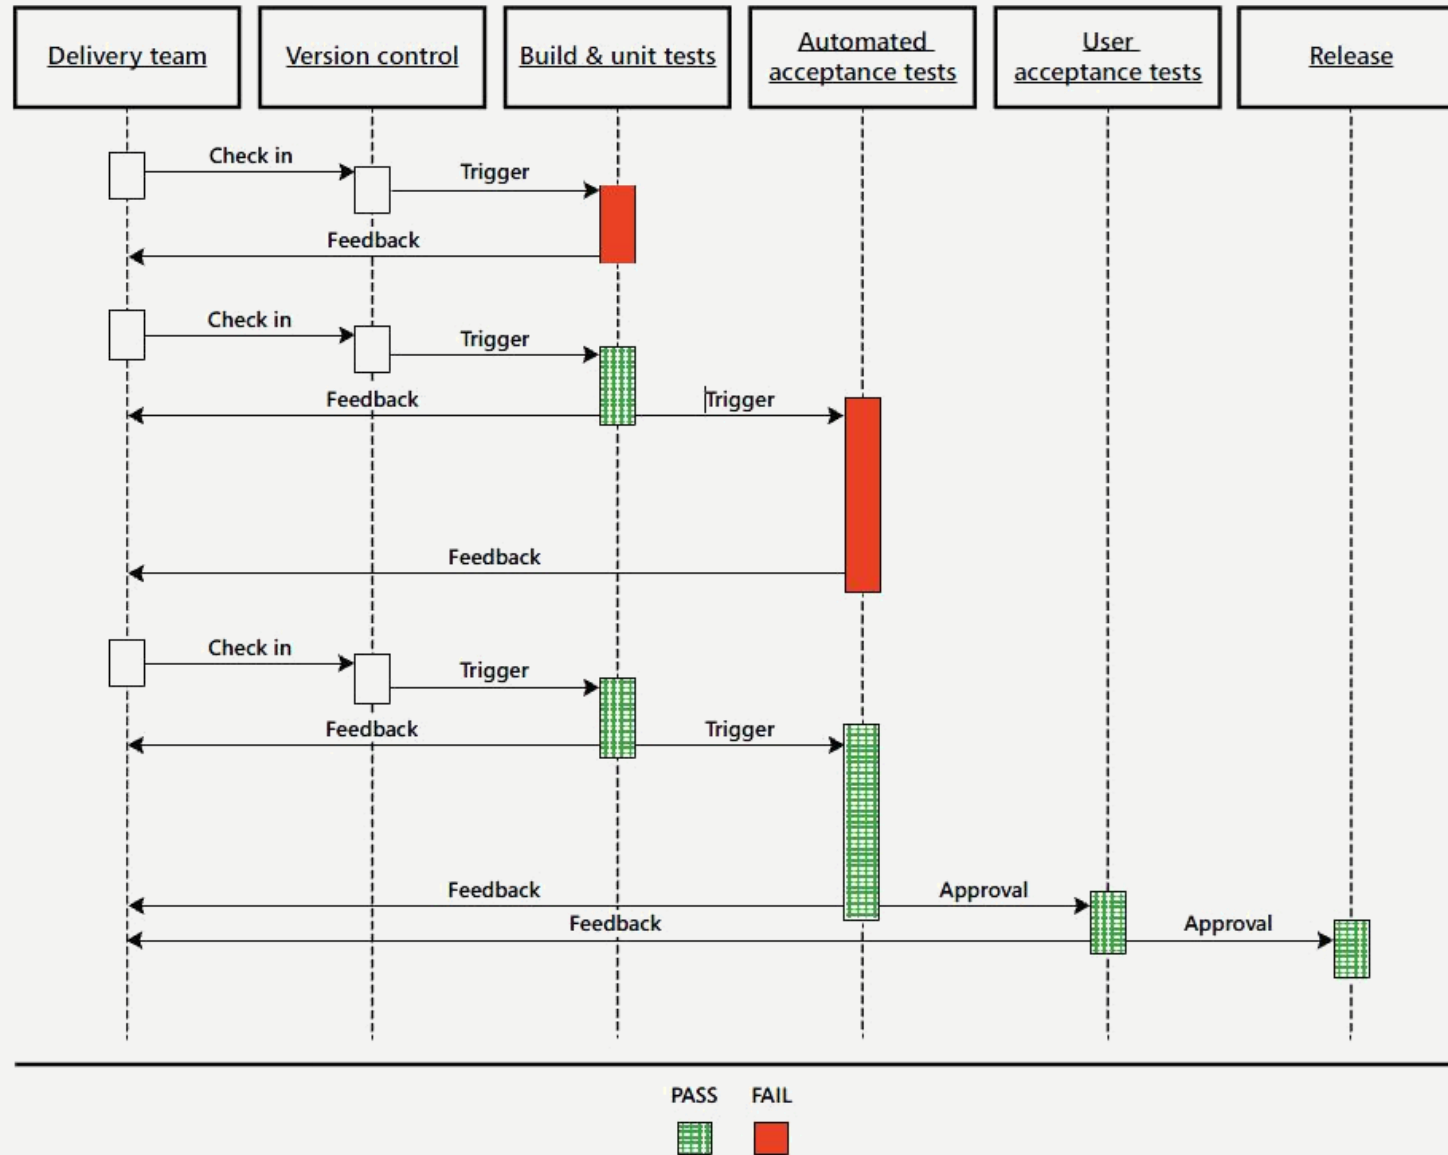 Delivery team
Version control
Build & unit tests
Automated
acceptance tests
User
acceptance tests
Release
Check in
Trigger
Feedback
Check in
Trigger
Feedback
Trigger
Feedback
Check in
Trigger
Feedback
Trigger
Feedback
Approval
Feedback
Approval
PASS
FAIL